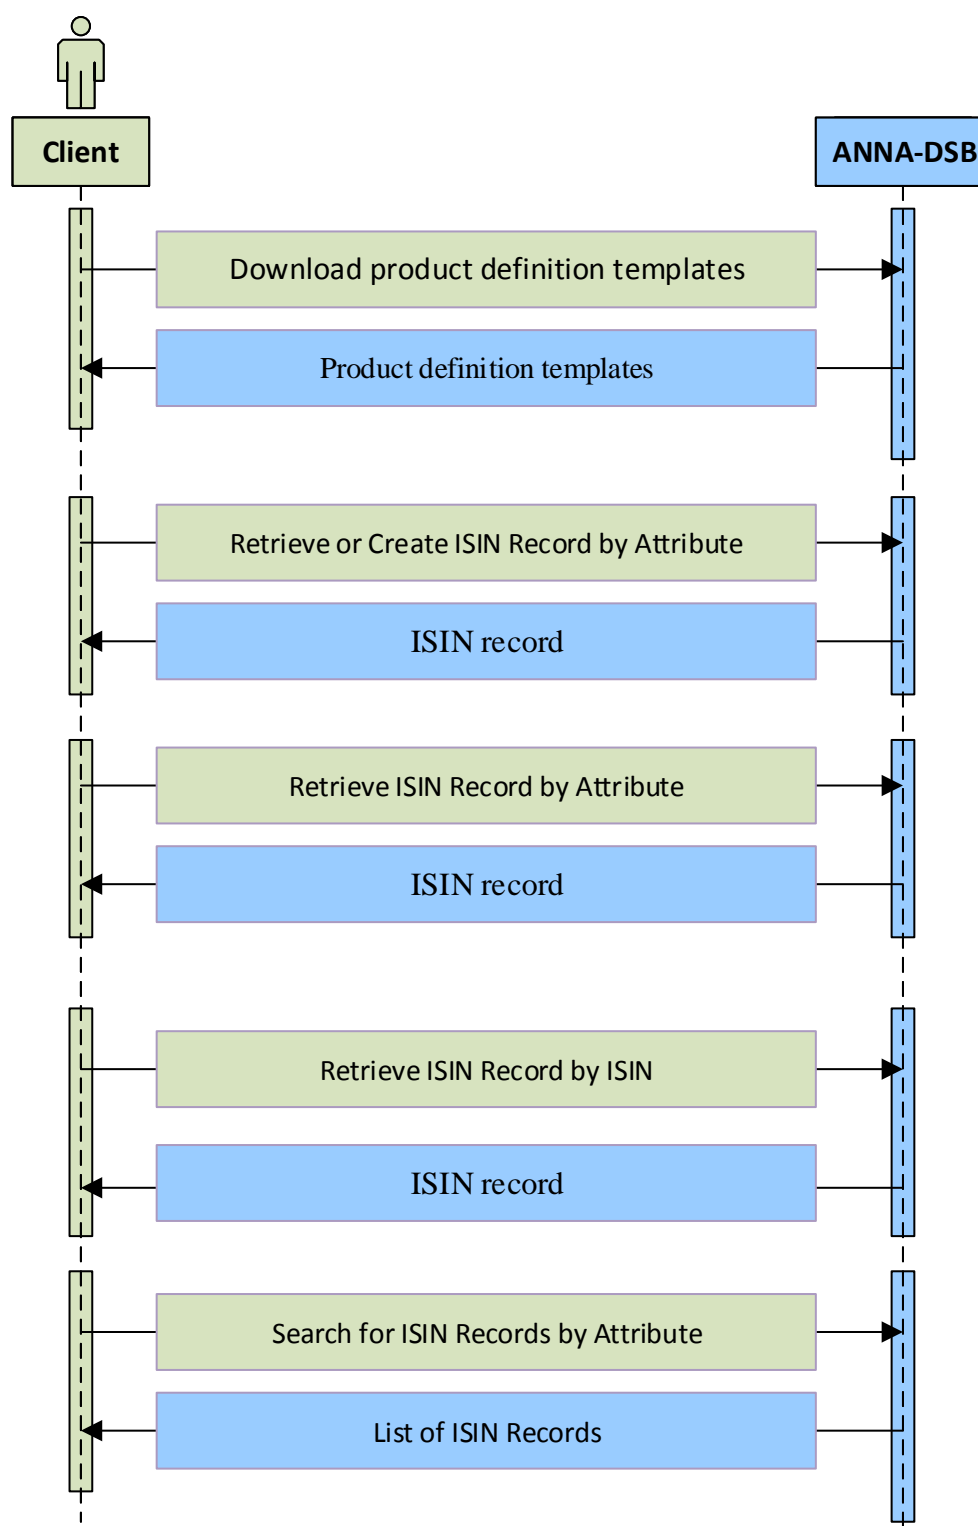 Client
ANNA-DSB
Download product definition templates
Product definition templates
Retrieve or Create ISIN Record by Attribute
ISIN record
Retrieve ISIN Record by Attribute
ISIN record
Retrieve ISIN Record by ISIN
ISIN record
Search for ISIN Records by Attribute
List of ISIN Records